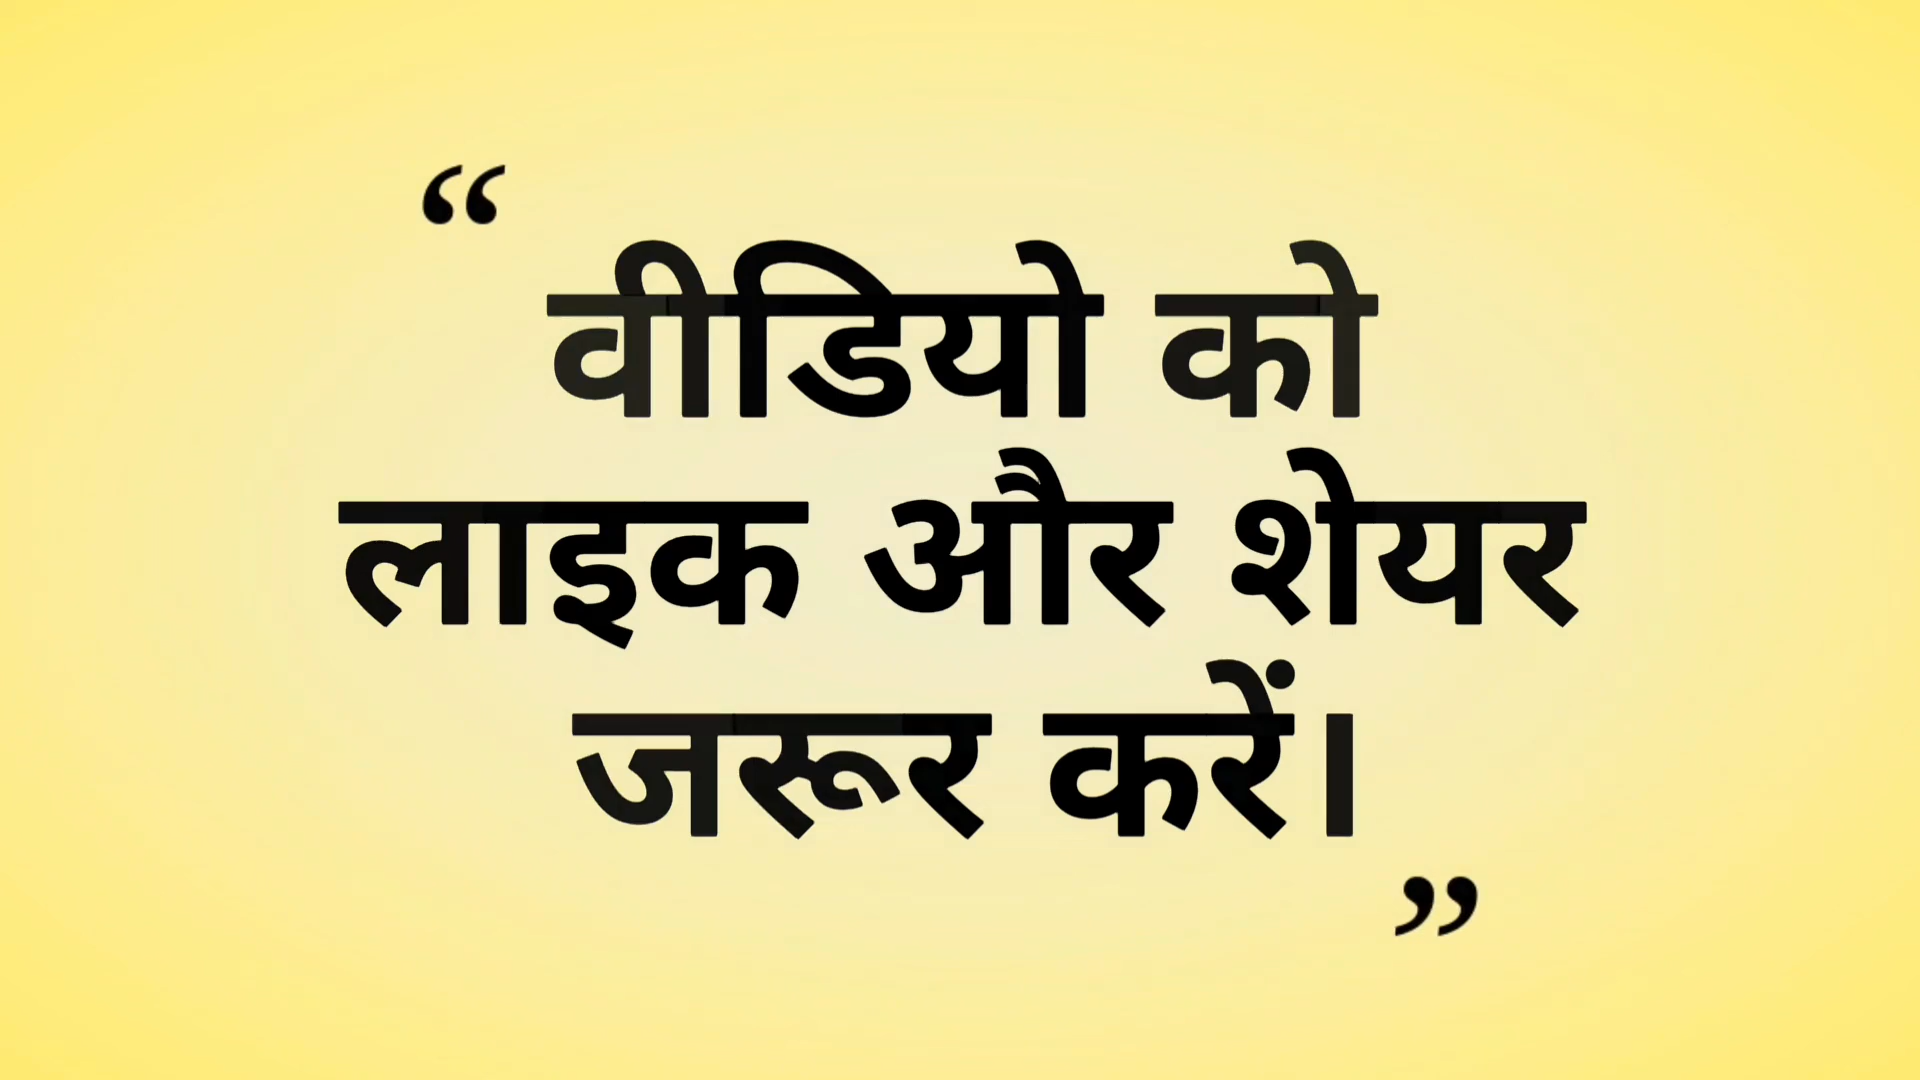 “
वीडियो को
लाइक और शेयर
जरूर करें।
”